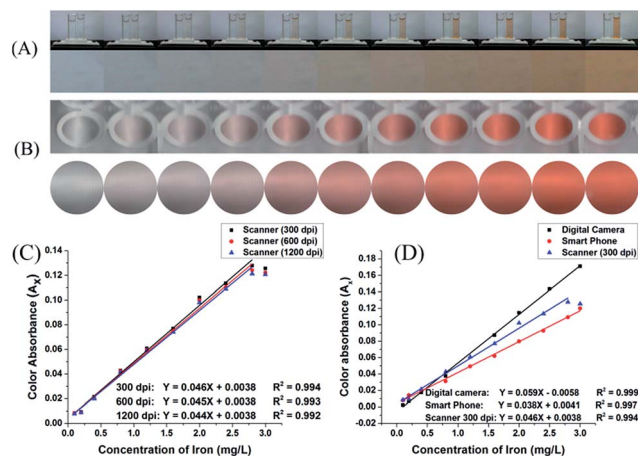 (A)
(B)
(C)
Scanner (300 dpi)
Scanner (600 dpi)
Scanner (1200 dpi)
Color Absorbance (Aₓ)
0.14
0.12
0.10
0.08
0.06
0.04
0.02
0.00
300 dpi: Y = 0.046X + 0.0038 R² = 0.994
600 dpi: Y = 0.045X + 0.0038 R² = 0.993
1200 dpi: Y = 0.044X + 0.0038 R² = 0.992
0.0 0.5 1.0 1.5 2.0 2.5 3.0 3.5
Concentration of Iron (mg/L)
(D)
Digital Camera
Smart Phone
Scanner (300 dpi)
Color Absorbance (Aₓ)
0.18
0.16
0.14
0.12
0.10
0.08
0.06
0.04
0.02
0.00
Digital camera: Y = 0.059X - 0.0058 R² = 0.999
Smart Phone: Y = 0.038X + 0.0041 R² = 0.997
Scanner 300 dpi: Y = 0.046X + 0.0038 R² = 0.994
0.0 0.5 1.0 1.5 2.0 2.5 3.0 3.5
Concentration of Iron (mg/L)